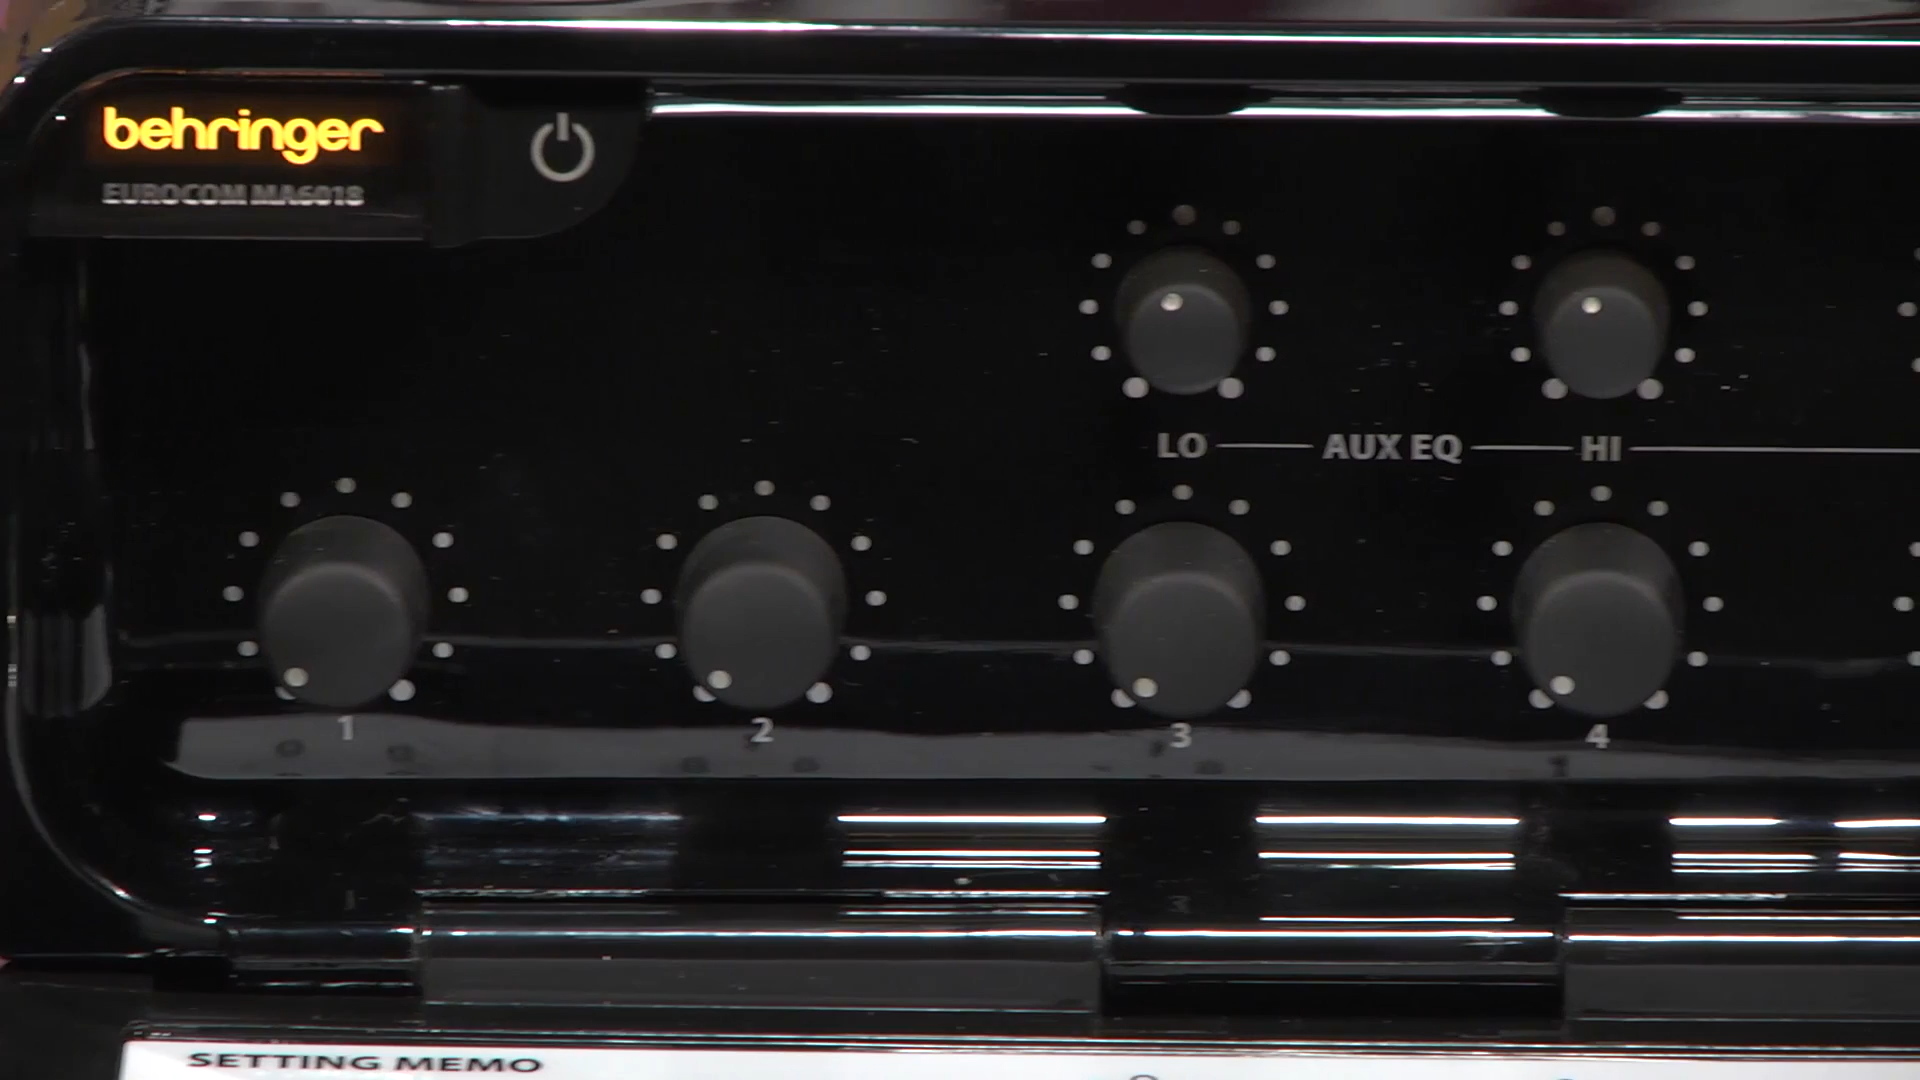 behringer
EUROCOM MA6018
LO AUX EQ HI
1 2 3 4
SETTING MEMO